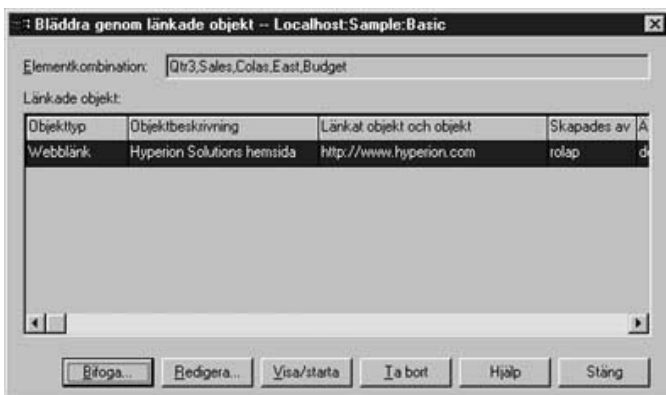 Bläddra genom länkade objekt -- Localhost:Sample:Basic
Elementkombination: Qtr3,Sales,Colas,East,Budget
Länkade objekt:
Objekttyp Objektbeskrivning Länkat objekt och objekt Skapades av A
Webblänk Hyperion Solutions hemsida http://www.hyperion.com rolap de
Bifoga... Redigera... Visa/starta Ta bort Hjälp Stäng